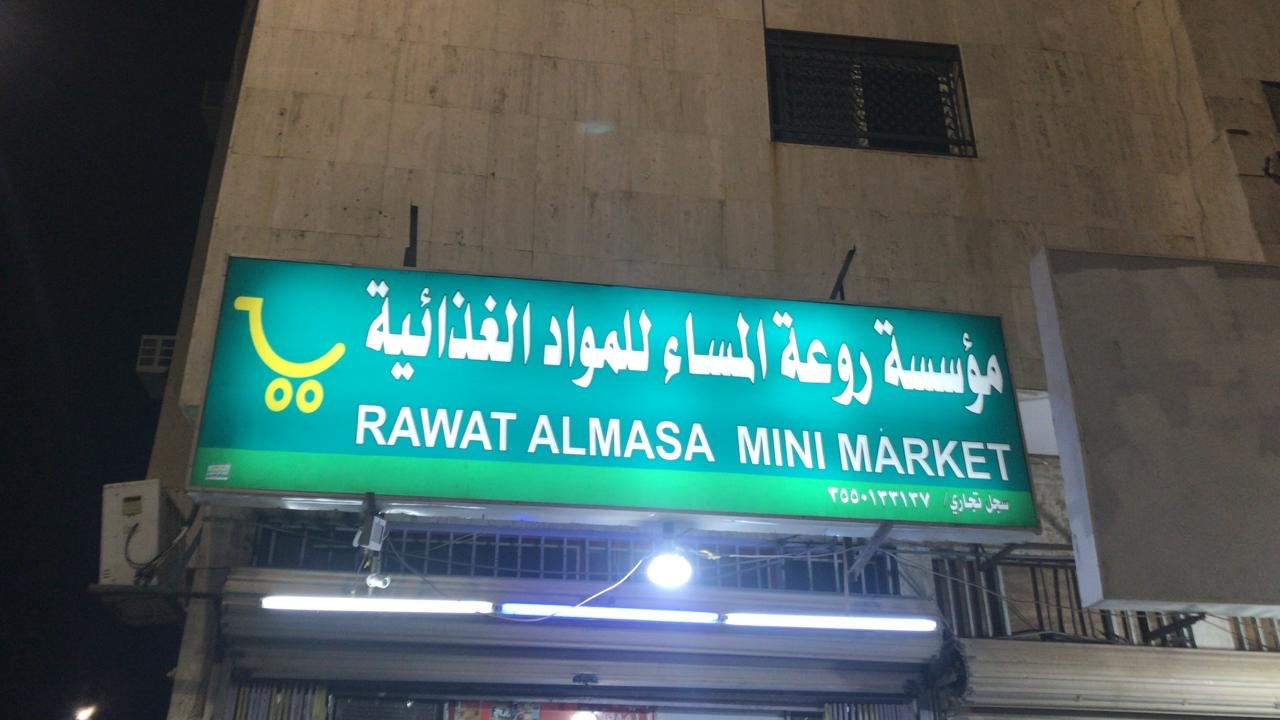 مؤسسة روعة المساء للمواد الغذائية
RAWAT ALMASA MINI MARKET
سجل تجاري / ٣٥٥٠١٣٣١٣٧